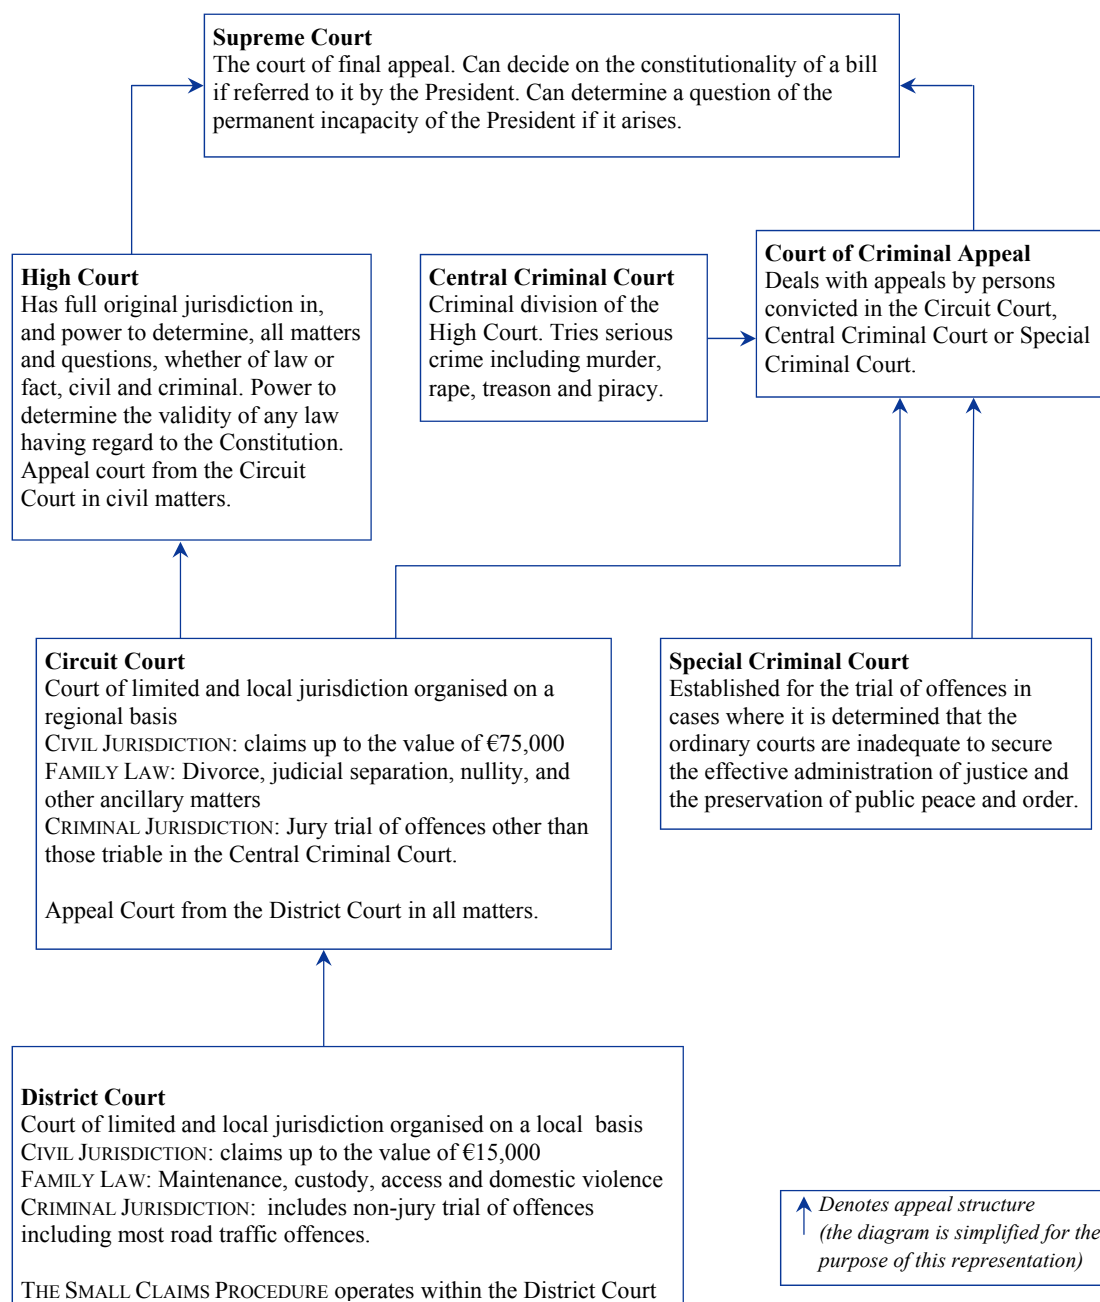 Supreme Court
The court of final appeal. Can decide on the constitutionality of a bill
if referred to it by the President. Can determine a question of the
permanent incapacity of the President if it arises.
High Court
Has full original jurisdiction in,
and power to determine, all matters
and questions, whether of law or
fact, civil and criminal. Power to
determine the validity of any law
having regard to the Constitution.
Appeal court from the Circuit
Court in civil matters.
Central Criminal Court
Criminal division of the
High Court. Tries serious
crime including murder,
rape, treason and piracy.
Court of Criminal Appeal
Deals with appeals by persons
convicted in the Circuit Court,
Central Criminal Court or Special
Criminal Court.
Circuit Court
Court of limited and local jurisdiction organised on a
regional basis
CIVIL JURISDICTION: claims up to the value of €75,000
FAMILY LAW: Divorce, judicial separation, nullity, and
other ancillary matters
CRIMINAL JURISDICTION: Jury trial of offences other than
those triable in the Central Criminal Court.
Appeal Court from the District Court in all matters.
Special Criminal Court
Established for the trial of offences in
cases where it is determined that the
ordinary courts are inadequate to secure
the effective administration of justice and
the preservation of public peace and order.
District Court
Court of limited and local jurisdiction organised on a local basis
CIVIL JURISDICTION: claims up to the value of €15,000
FAMILY LAW: Maintenance, custody, access and domestic violence
CRIMINAL JURISDICTION: includes non-jury trial of offences
including most road traffic offences.
THE SMALL CLAIMS PROCEDURE operates within the District Court
Denotes appeal structure
(the diagram is simplified for the
purpose of this representation)